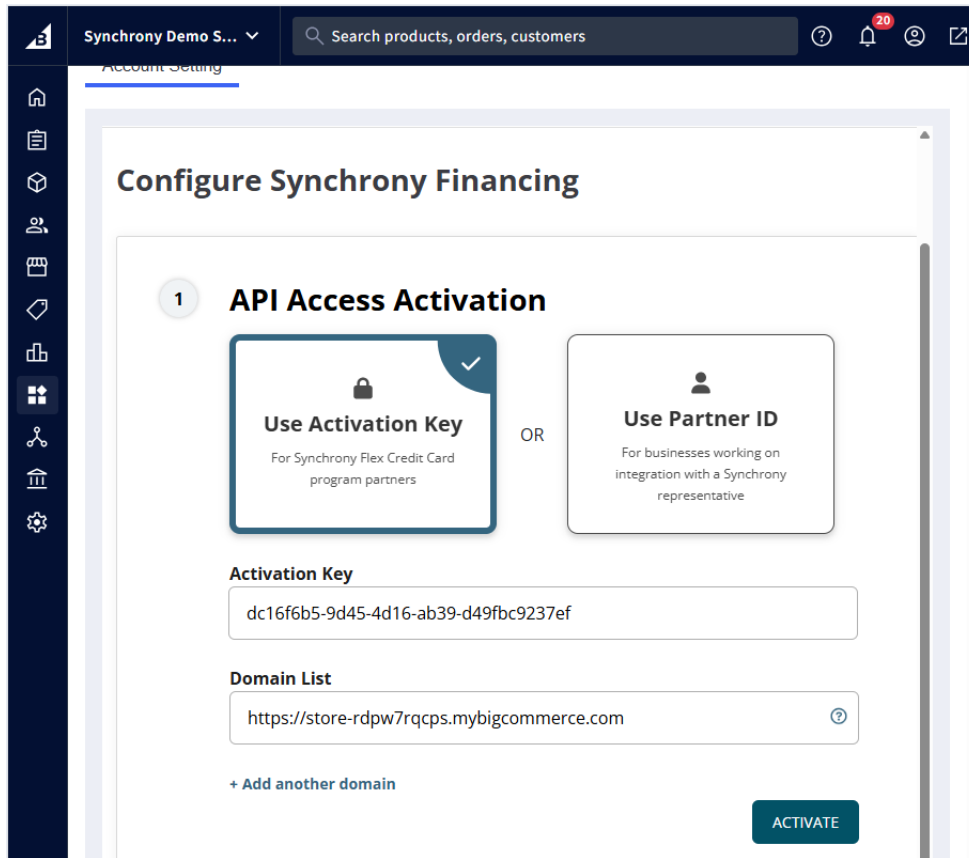 Synchrony Demo S...
Search products, orders, customers
20
Account Setting
Configure Synchrony Financing
1
API Access Activation
Use Activation Key
For Synchrony Flex Credit Card
program partners
OR
Use Partner ID
For businesses working on
integration with a Synchrony
representative
Activation Key
dc16f6b5-9d45-4d16-ab39-d49fbc9237ef
Domain List
https://store-rdpw7rqcps.mybigcommerce.com
+ Add another domain
ACTIVATE